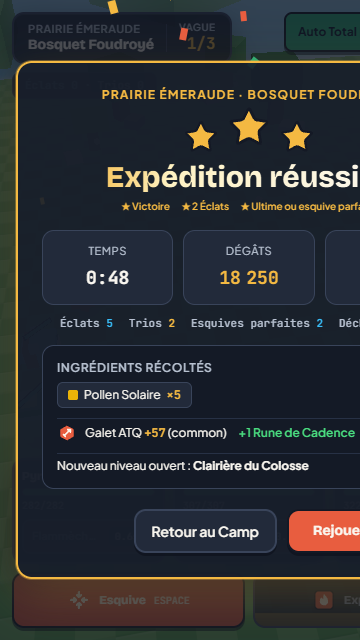 PRAIRIE ÉMERAUDE VAGUE
Bosquet Foudroyé 1/3
Auto Total
PRAIRIE ÉMERAUDE · BOSQUET FOUD
Expédition réussi
★Victoire ★2 Éclats ★Ultime ou esquive parfa
TEMPS DÉGÂTS
0:48 18 250
Éclats 5 Trios 2 Esquives parfaites 2 Déc
INGRÉDIENTS RÉCOLTÉS
Pollen Solaire ×5
Galet ATQ +57 (common) +1 Rune de Cadence
Nouveau niveau ouvert : Clairière du Colosse
Retour au Camp Rejoue
Esquive ESPACE Exp